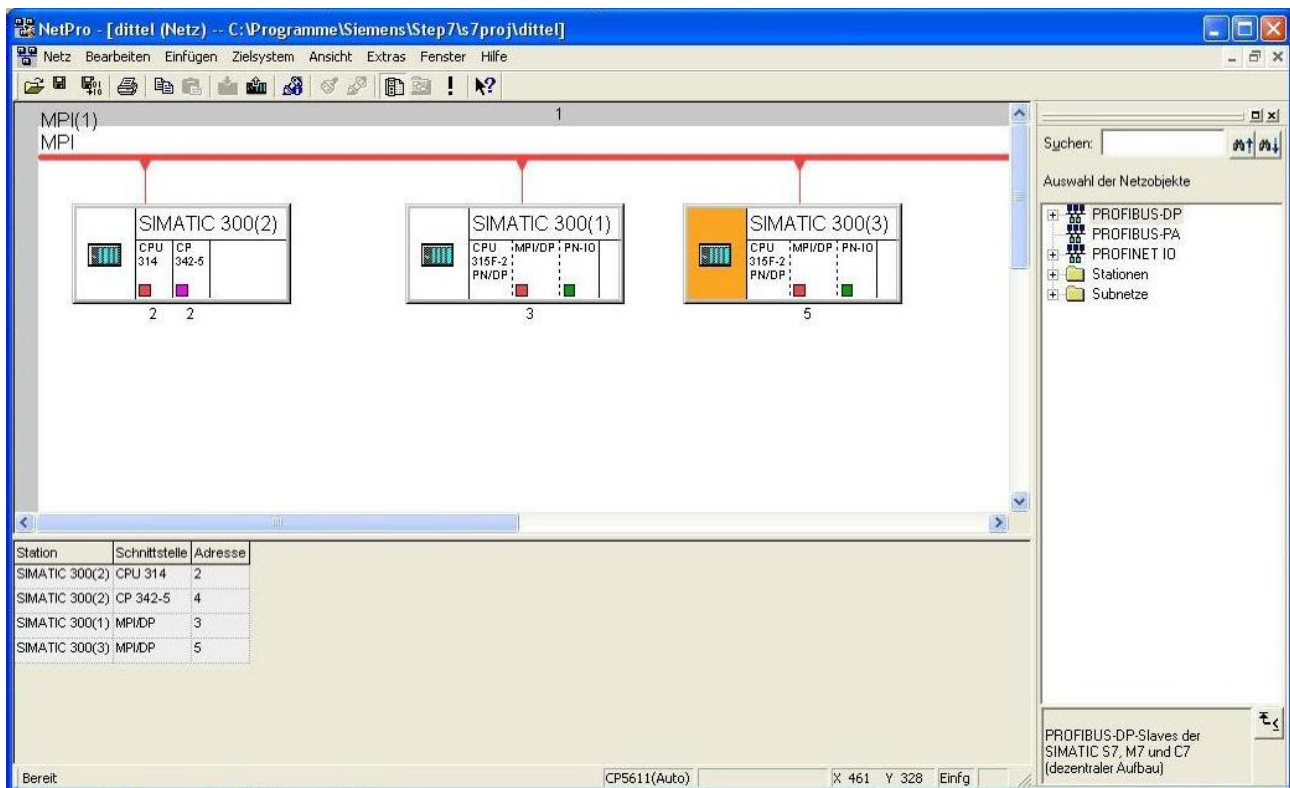 NetPro - [dittel (Netz) -- C:\Programme\Siemens\Step7\s7proj\dittel]
Netz Bearbeiten Einfügen Zielsystem Ansicht Extras Fenster Hilfe
MPI(1)
MPI
1
SIMATIC 300(2)
CPU 314
CP 342-5
2 2
SIMATIC 300(1)
CPU 315F-2 PN/DP
MPI/DP
PN-IO
3
SIMATIC 300(3)
CPU 315F-2 PN/DP
MPI/DP
PN-IO
5
Suchen:
Auswahl der Netzobjekte
PROFIBUS-DP
PROFIBUS-PA
PROFINET IO
Stationen
Subnetze
Station Schnittstelle Adresse
SIMATIC 300(2) CPU 314 2
SIMATIC 300(2) CP 342-5 4
SIMATIC 300(1) MPI/DP 3
SIMATIC 300(3) MPI/DP 5
PROFIBUS-DP-Slaves der
SIMATIC S7, M7 und C7
(dezentraler Aufbau)
Bereit CP5611(Auto) X 461 Y 328 Einfg